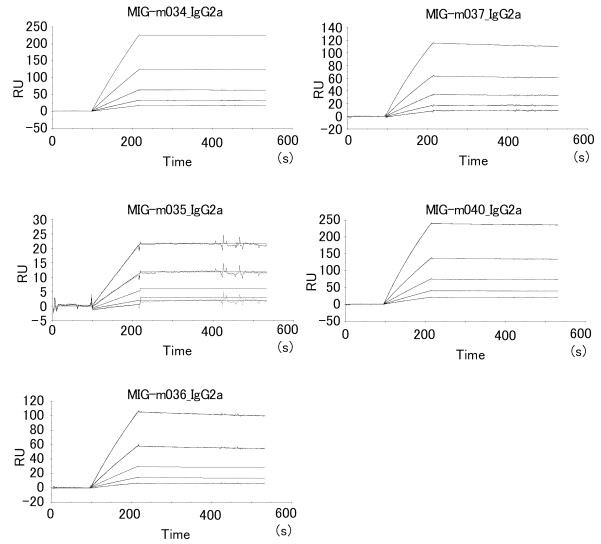 MIG-m034_IgG2a
250
200
150
100
50
0
-50
RU
0
200
400
600
Time
(s)
MIG-m037_IgG2a
140
120
100
80
60
40
20
0
-20
RU
0
200
400
600
Time
(s)
MIG-m035_IgG2a
30
25
20
15
10
5
0
-5
RU
0
200
400
600
Time
(s)
MIG-m040_IgG2a
250
200
150
100
50
0
-50
RU
0
200
400
600
Time
(s)
MIG-m036_IgG2a
120
100
80
60
40
20
0
-20
RU
0
200
400
600
Time
(s)